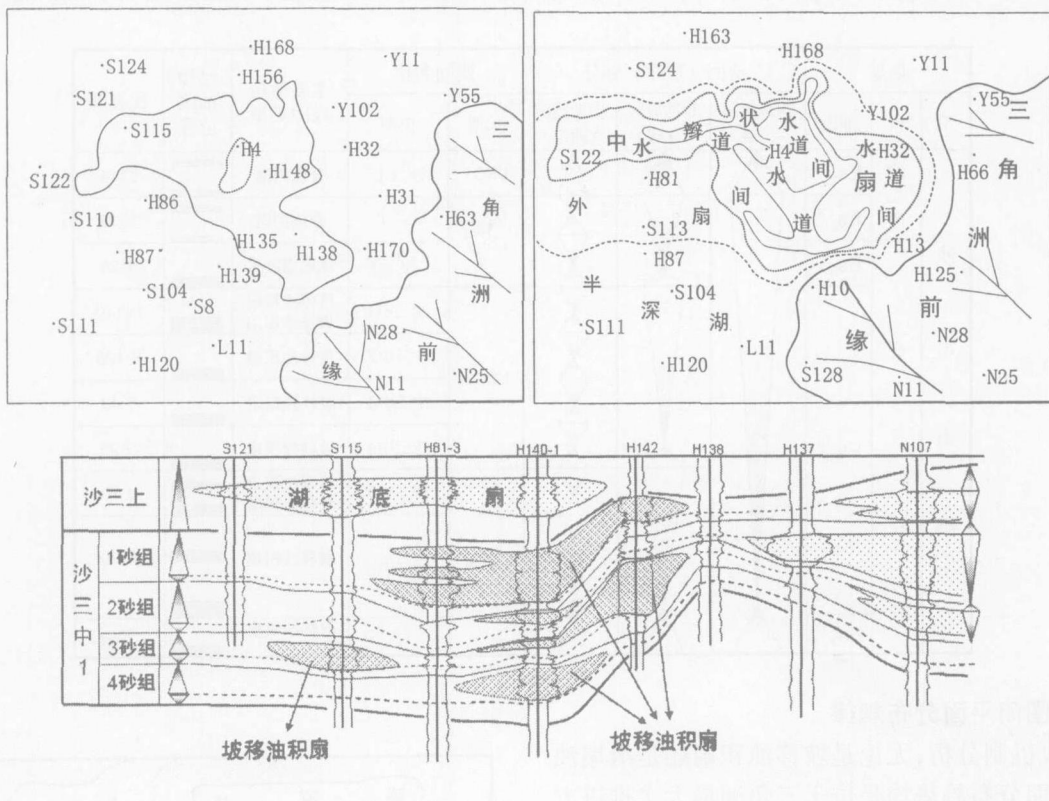 H168
S124
Y11
H156
S121
Y102
Y55
三
S115
H4
H32
H148
S122
H86
H31
角
S110
H63
H135
H138
H170
H87
H139
洲
S104
S8
S111
N28
前
L11
H120
缘
N11
N25
H163
H168
S124
Y11
Y55
三
Y102
中 水 辫 道 状 水 道 间 水 扇 道 间
H4
H32
S122
水
H66
角
H81
外
扇 间 道
S113
H13
洲
H87
H125
半
S104
H10
前
深
S111
湖
缘
N28
L11
H120
S128
N11
N25
S121 S115 H81-3 H140-1 H142 H138 H137 N107
沙三上
湖底扇
沙三中
1砂组
2砂组
3砂组
4砂组
坡移浊积扇
坡移浊积扇